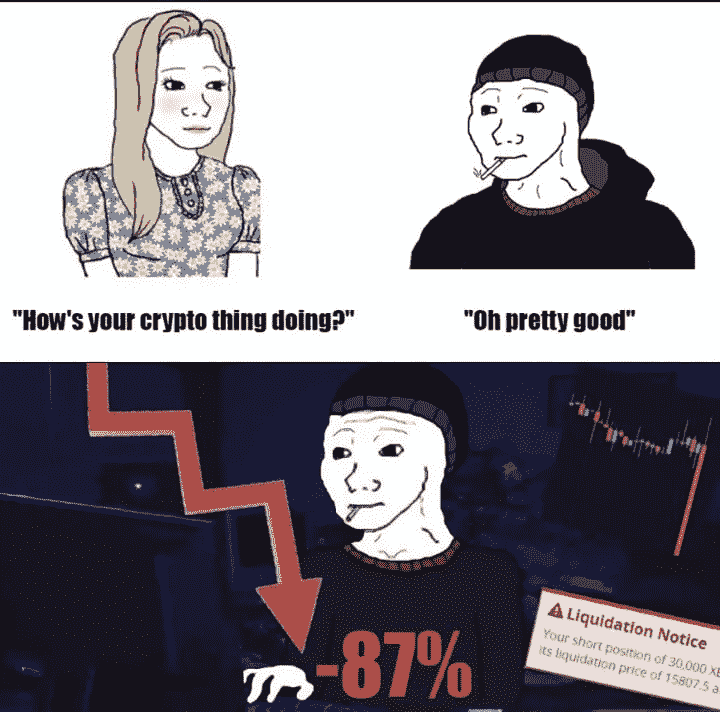 "How's your crypto thing doing?"
"Oh pretty good"
-87%
Liquidation Notice
Your short position of 30,000
its liquidation price of 15807.5